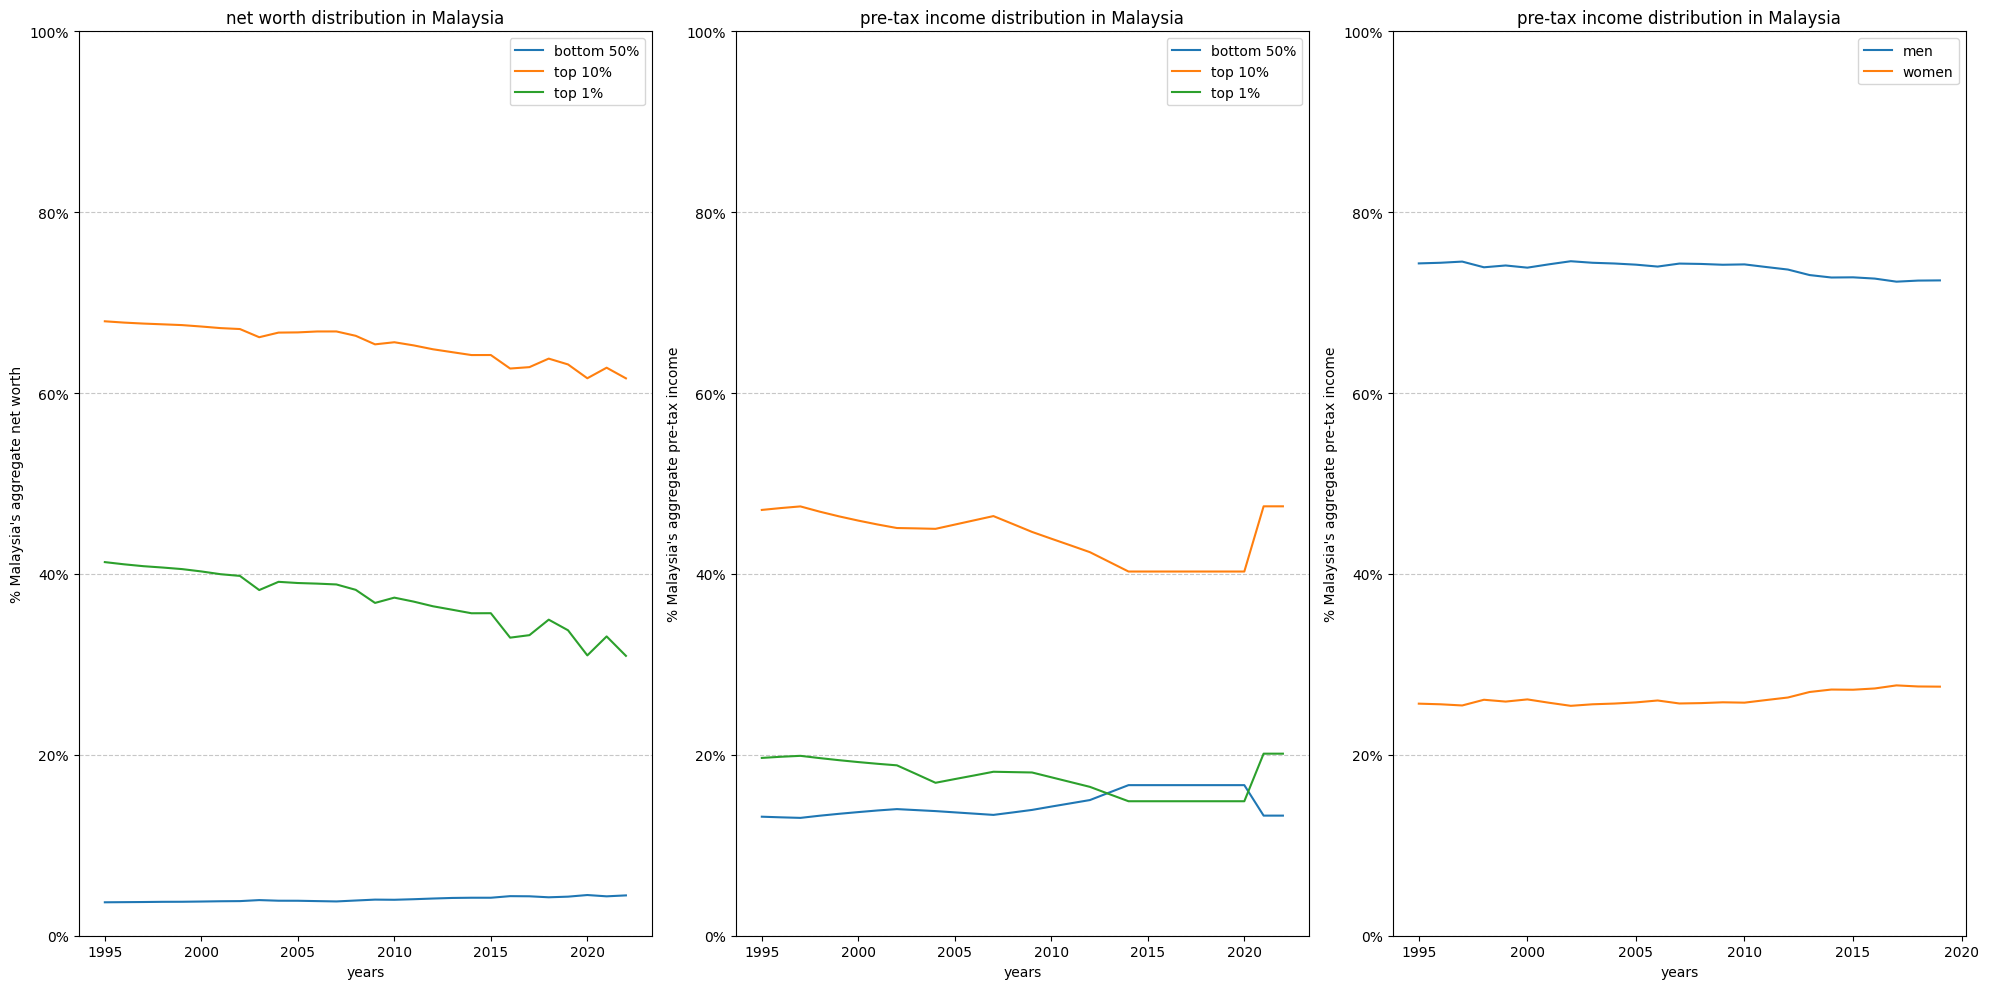 net worth distribution in Malaysia
100%
80%
60%
40%
20%
0%
% Malaysia's aggregate net worth
bottom 50%
top 10%
top 1%
1995
2000
2005
2010
2015
2020
years
pre-tax income distribution in Malaysia
100%
80%
60%
40%
20%
0%
% Malaysia's aggregate pre-tax income
bottom 50%
top 10%
top 1%
1995
2000
2005
2010
2015
2020
years
pre-tax income distribution in Malaysia
100%
80%
60%
40%
20%
0%
% Malaysia's aggregate pre-tax income
men
women
1995
2000
2005
2010
2015
2020
years